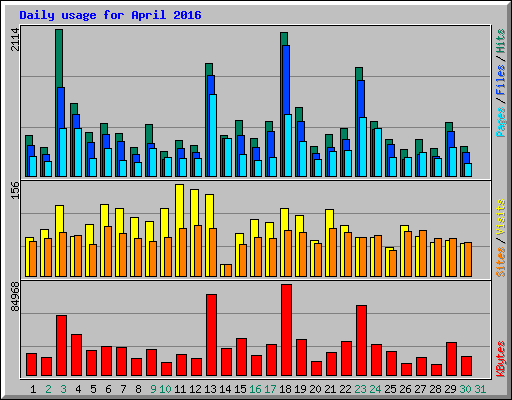 Daily usage for April 2016
2114
Pages / Files / Hits
156
Sites / Visits
84968
KBytes
1 2 3 4 5 6 7 8 9 10 11 12 13 14 15 16 17 18 19 20 21 22 23 24 25 26 27 28 29 30 31